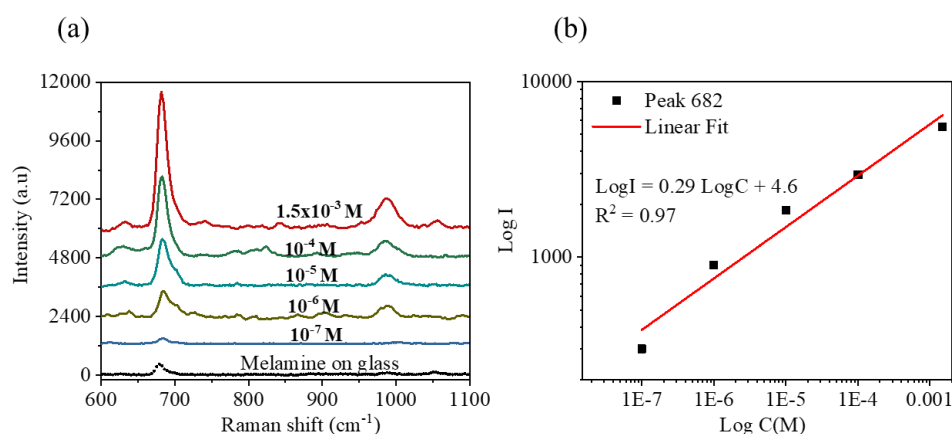 (a)
(b)
12000
9600
7200
4800
2400
0
Intensity (a.u)
1.5x10⁻³ M
10⁻⁴ M
10⁻⁵ M
10⁻⁶ M
10⁻⁷ M
Melamine on glass
600 700 800 900 1000 1100
Raman shift (cm⁻¹)
10000
1000
Log I
Peak 682
Linear Fit
LogI = 0.29 LogC + 4.6
R² = 0.97
1E-7 1E-6 1E-5 1E-4 0.001
Log C(M)